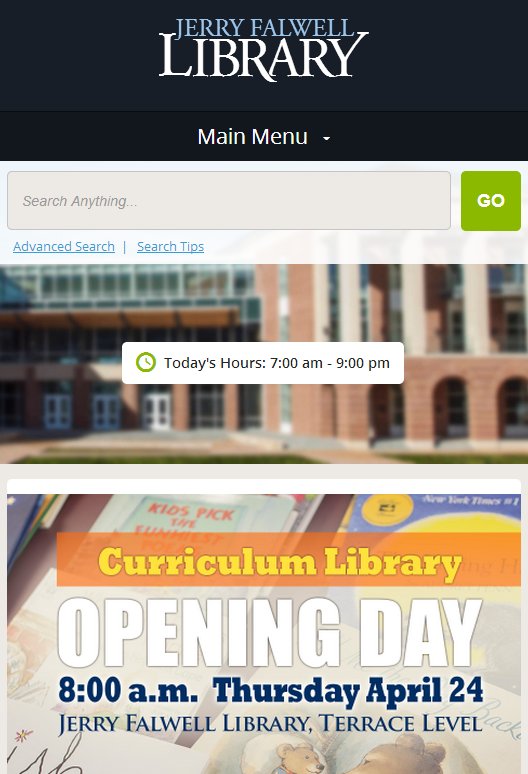 JERRY FALWELL
LIBRARY
Main Menu
Search Anything...
GO
Advanced Search | Search Tips
Today's Hours: 7:00 am - 9:00 pm
New York Times #1
KIDS PICK
THE
FUNNIEST
Curriculum Library
OPENING DAY
8:00 a.m. Thursday April 24
JERRY FALWELL LIBRARY, TERRACE LEVEL